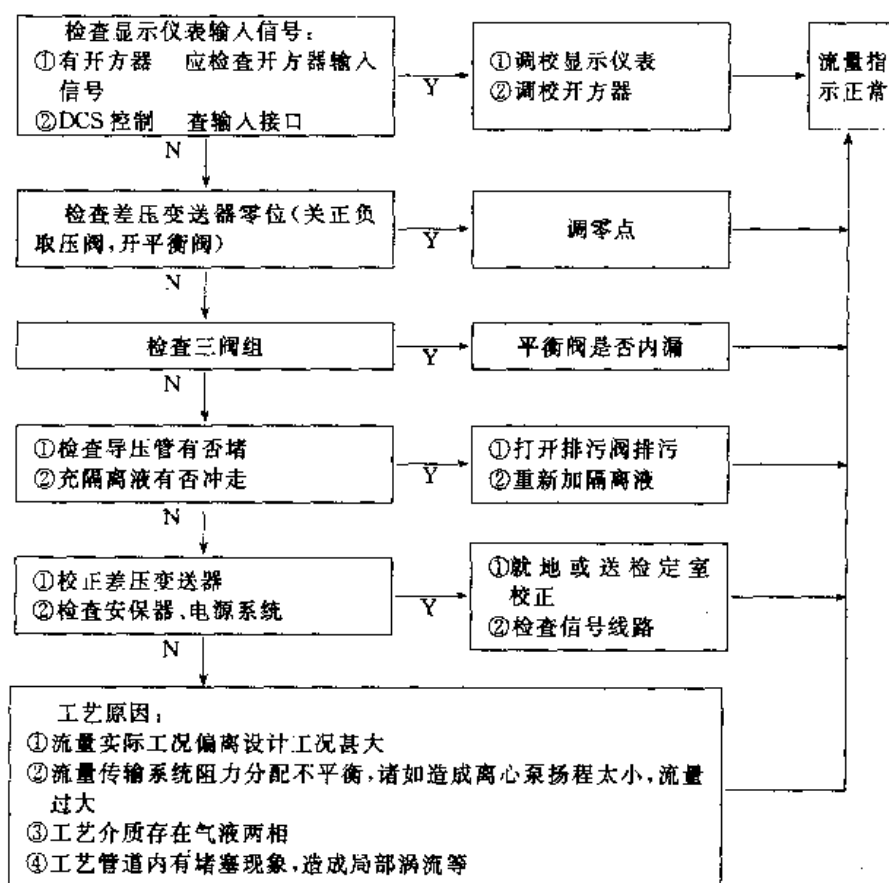 检查显示仪表输入信号：
①有开方器　应检查开方器输入
信号
②DCS控制　查输入接口
Y
①调校显示仪表
②调校开方器
流量指
示正常
N
检查差压变送器零位(关正负
取压阀,开平衡阀)
Y
调零点
N
检查三阀组
Y
平衡阀是否内漏
N
①检查导压管有否堵
②充隔离液有否冲走
Y
①打开排污阀排污
②重新加隔离液
N
①校正差压变送器
②检查安保器、电源系统
Y
①就地或送检定室
校正
②检查信号线路
N
工艺原因：
①流量实际工况偏离设计工况甚大
②流量传输系统阻力分配不平衡,诸如造成离心泵扬程太小,流量
过大
③工艺介质存在气液两相
④工艺管道内有堵塞现象,造成局部涡流等